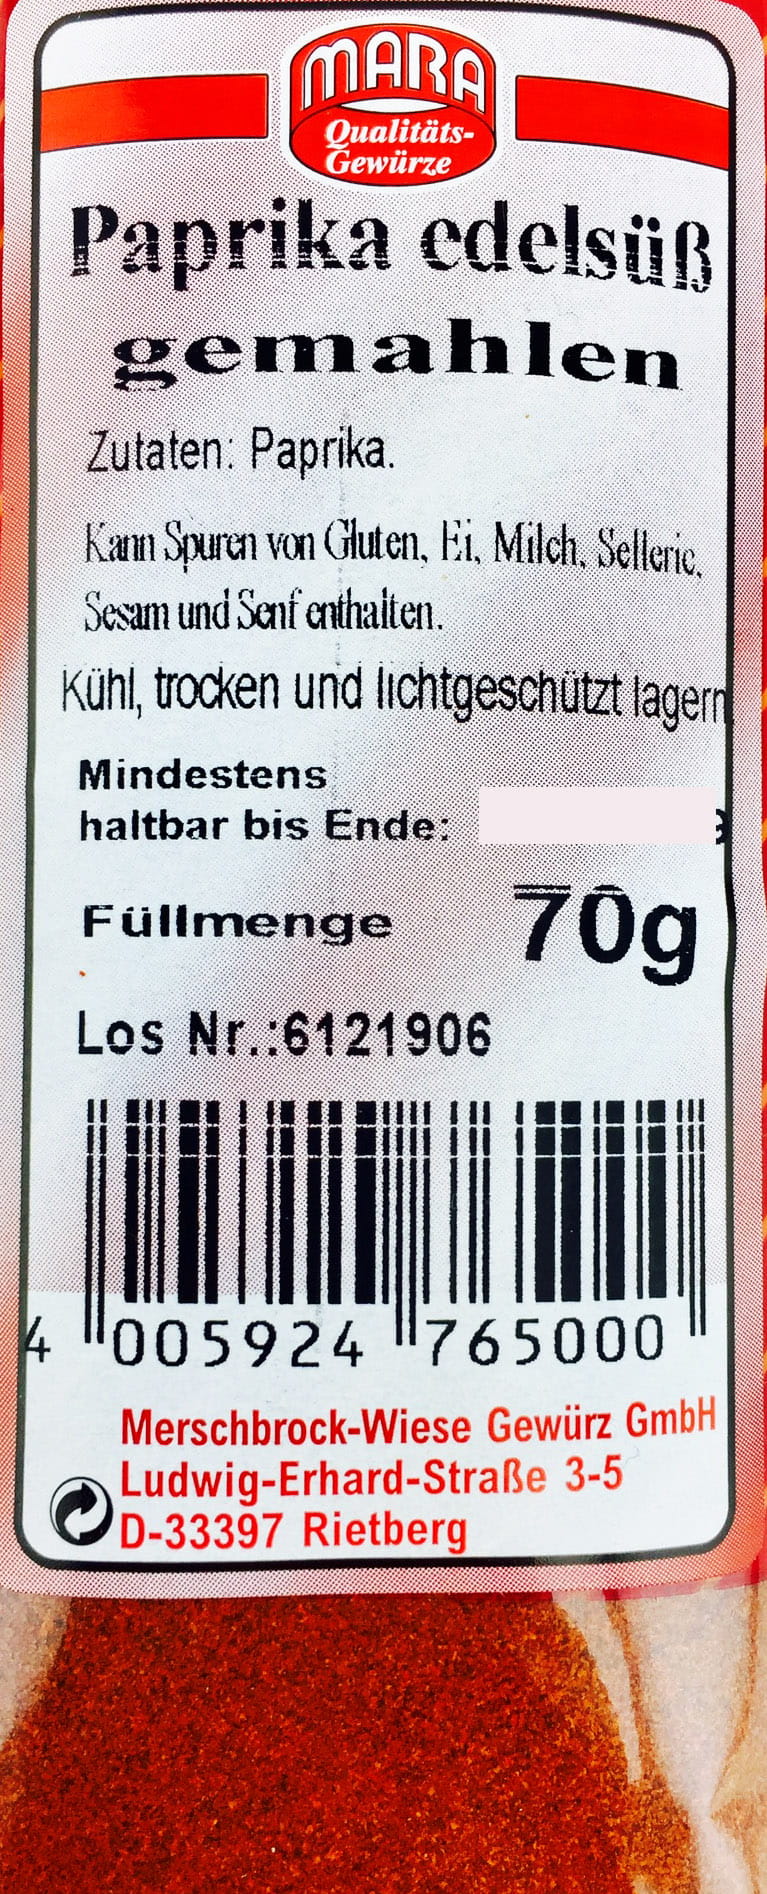 MARA
Qualitäts-
Gewürze
Paprika edelsüß
gemahlen
Zutaten: Paprika.
Kann Spuren von Gluten, Ei, Milch, Sellerie,
Sesam und Senf enthalten.
Kühl, trocken und lichtgeschützt lagern
Mindestens
haltbar bis Ende:
Füllmenge 70g
Los Nr.:6121906
4 005924 765000
Merschbrock-Wiese Gewürz GmbH
Ludwig-Erhard-Straße 3-5
D-33397 Rietberg